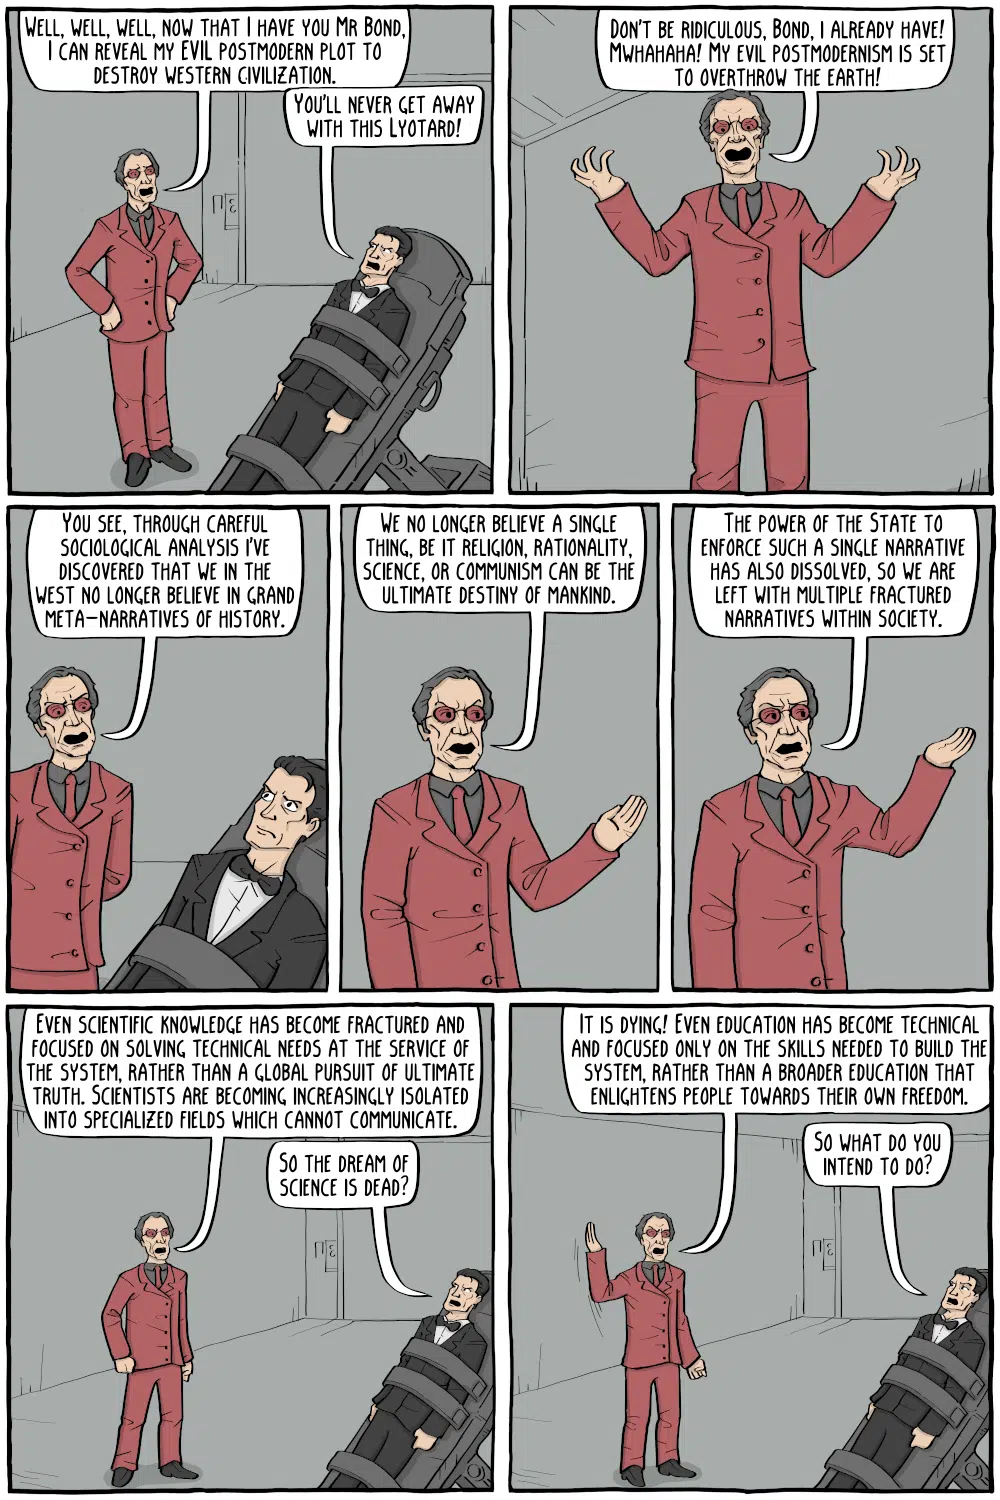 WELL, WELL, WELL, NOW THAT I HAVE YOU MR BOND,
I CAN REVEAL MY EVIL POSTMODERN PLOT TO
DESTROY WESTERN CIVILIZATION.
YOU'LL NEVER GET AWAY
WITH THIS LYOTARD!
DON'T BE RIDICULOUS, BOND, I ALREADY HAVE!
MWHAHAHA! MY EVIL POSTMODERNISM IS SET
TO OVERTHROW THE EARTH!
YOU SEE, THROUGH CAREFUL
SOCIOLOGICAL ANALYSIS I'VE
DISCOVERED THAT WE IN THE
WEST NO LONGER BELIEVE IN GRAND
META-NARRATIVES OF HISTORY.
WE NO LONGER BELIEVE A SINGLE
THING, BE IT RELIGION, RATIONALITY,
SCIENCE, OR COMMUNISM CAN BE THE
ULTIMATE DESTINY OF MANKIND.
THE POWER OF THE STATE TO
ENFORCE SUCH A SINGLE NARRATIVE
HAS ALSO DISSOLVED, SO WE ARE
LEFT WITH MULTIPLE FRACTURED
NARRATIVES WITHIN SOCIETY.
EVEN SCIENTIFIC KNOWLEDGE HAS BECOME FRACTURED AND
FOCUSED ON SOLVING TECHNICAL NEEDS AT THE SERVICE OF
THE SYSTEM, RATHER THAN A GLOBAL PURSUIT OF ULTIMATE
TRUTH. SCIENTISTS ARE BECOMING INCREASINGLY ISOLATED
INTO SPECIALIZED FIELDS WHICH CANNOT COMMUNICATE.
SO THE DREAM OF
SCIENCE IS DEAD?
IT IS DYING! EVEN EDUCATION HAS BECOME TECHNICAL
AND FOCUSED ONLY ON THE SKILLS NEEDED TO BUILD THE
SYSTEM, RATHER THAN A BROADER EDUCATION THAT
ENLIGHTENS PEOPLE TOWARDS THEIR OWN FREEDOM.
SO WHAT DO YOU
INTEND TO DO?